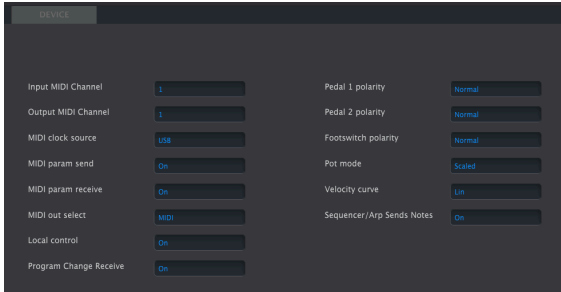 DEVICE
Input MIDI Channel 1
Output MIDI Channel 1
MIDI clock source USB
MIDI param send On
MIDI param receive On
MIDI out select MIDI
Local control On
Program Change Receive On
Pedal 1 polarity Normal
Pedal 2 polarity Normal
Footswitch polarity Normal
Pot mode Scaled
Velocity curve Lin
Sequencer/Arp Sends Notes On